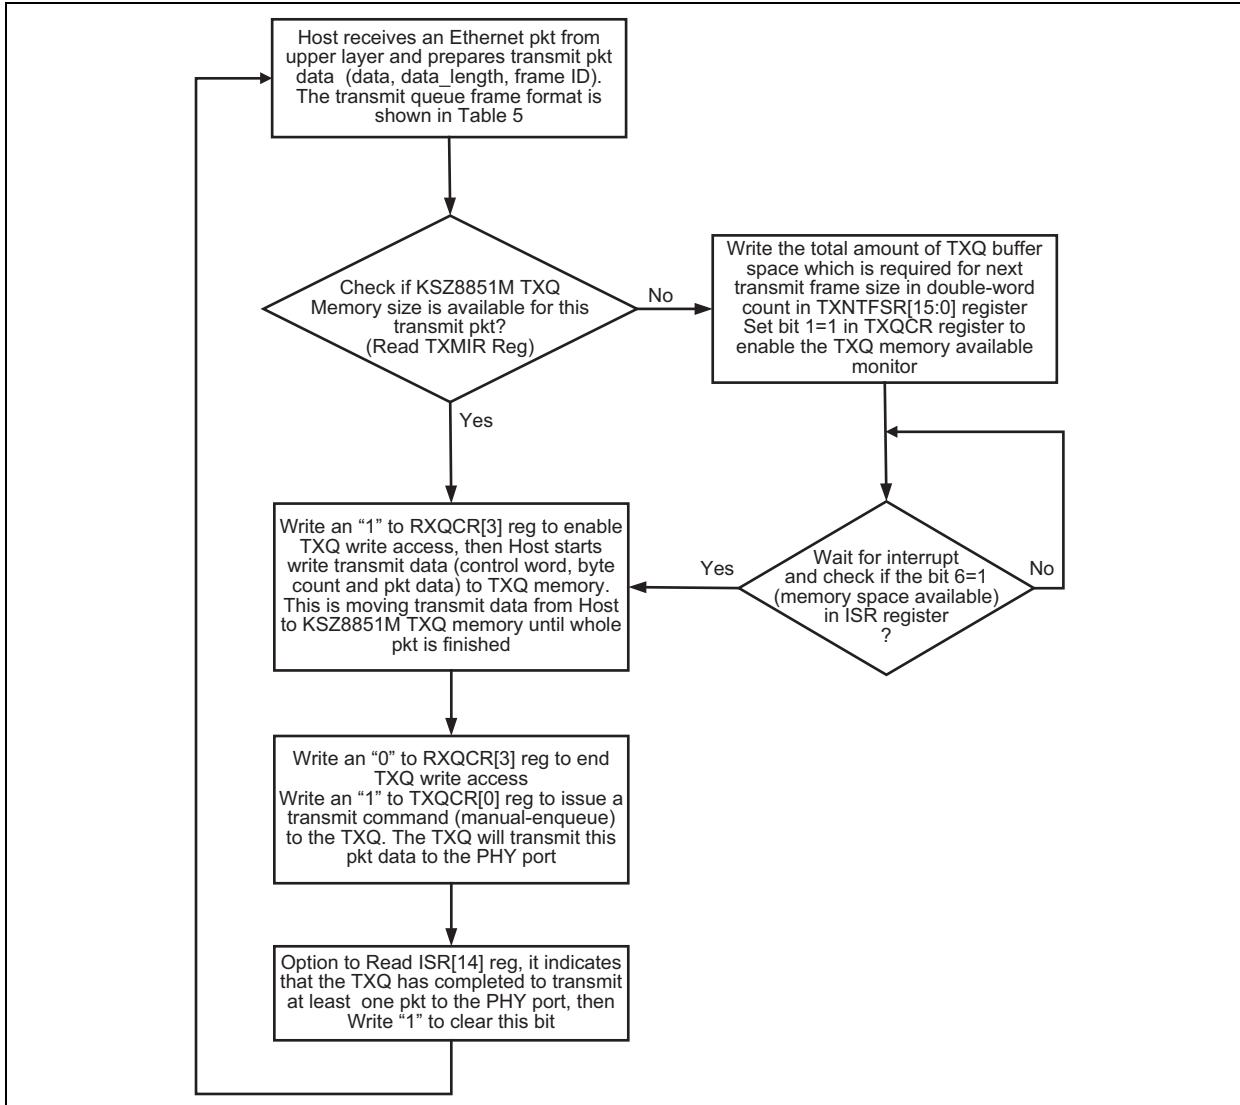 Host receives an Ethernet pkt from
upper layer and prepares transmit pkt
data (data, data_length, frame ID).
The transmit queue frame format is
shown in Table 5
Check if KSZ8851M TXQ
Memory size is available for this
transmit pkt?
(Read TXMIR Reg)
No
Write the total amount of TXQ buffer
space which is required for next
transmit frame size in double-word
count in TXNTFSR[15:0] register
Set bit 1=1 in TXQCR register to
enable the TXQ memory available
monitor
Yes
Wait for interrupt
and check if the bit 6=1
(memory space available)
in ISR register
?
No
Yes
Write an “1” to RXQCR[3] reg to enable
TXQ write access, then Host starts
write transmit data (control word, byte
count and pkt data) to TXQ memory.
This is moving transmit data from Host
to KSZ8851M TXQ memory until whole
pkt is finished
Write an “0” to RXQCR[3] reg to end
TXQ write access
Write an “1” to TXQCR[0] reg to issue a
transmit command (manual-enqueue)
to the TXQ. The TXQ will transmit this
pkt data to the PHY port
Option to Read ISR[14] reg, it indicates
that the TXQ has completed to transmit
at least one pkt to the PHY port, then
Write “1” to clear this bit